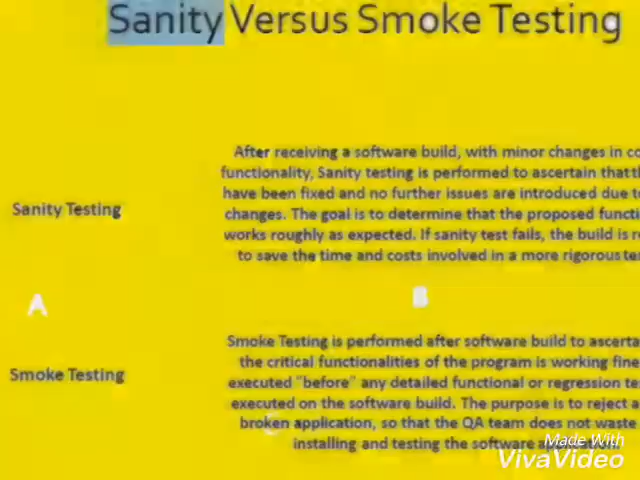 Sanity Versus Smoke Testing
After receiving a software build, with minor changes in co
functionality, Sanity testing is performed to ascertain that th
have been fixed and no further issues are introduced due to
Sanity Testing
changes. The goal is to determine that the proposed functi
works roughly as expected. If sanity test fails, the build is re
to save the time and costs involved in a more rigorous tes
A
B
Smoke Testing is performed after software build to ascerta
the critical functionalities of the program is working fine
Smoke Testing
executed "before" any detailed functional or regression te
executed on the software build. The purpose is to reject a
broken application, so that the QA team does not waste
installing and testing the software application
Made With
VivaVideo